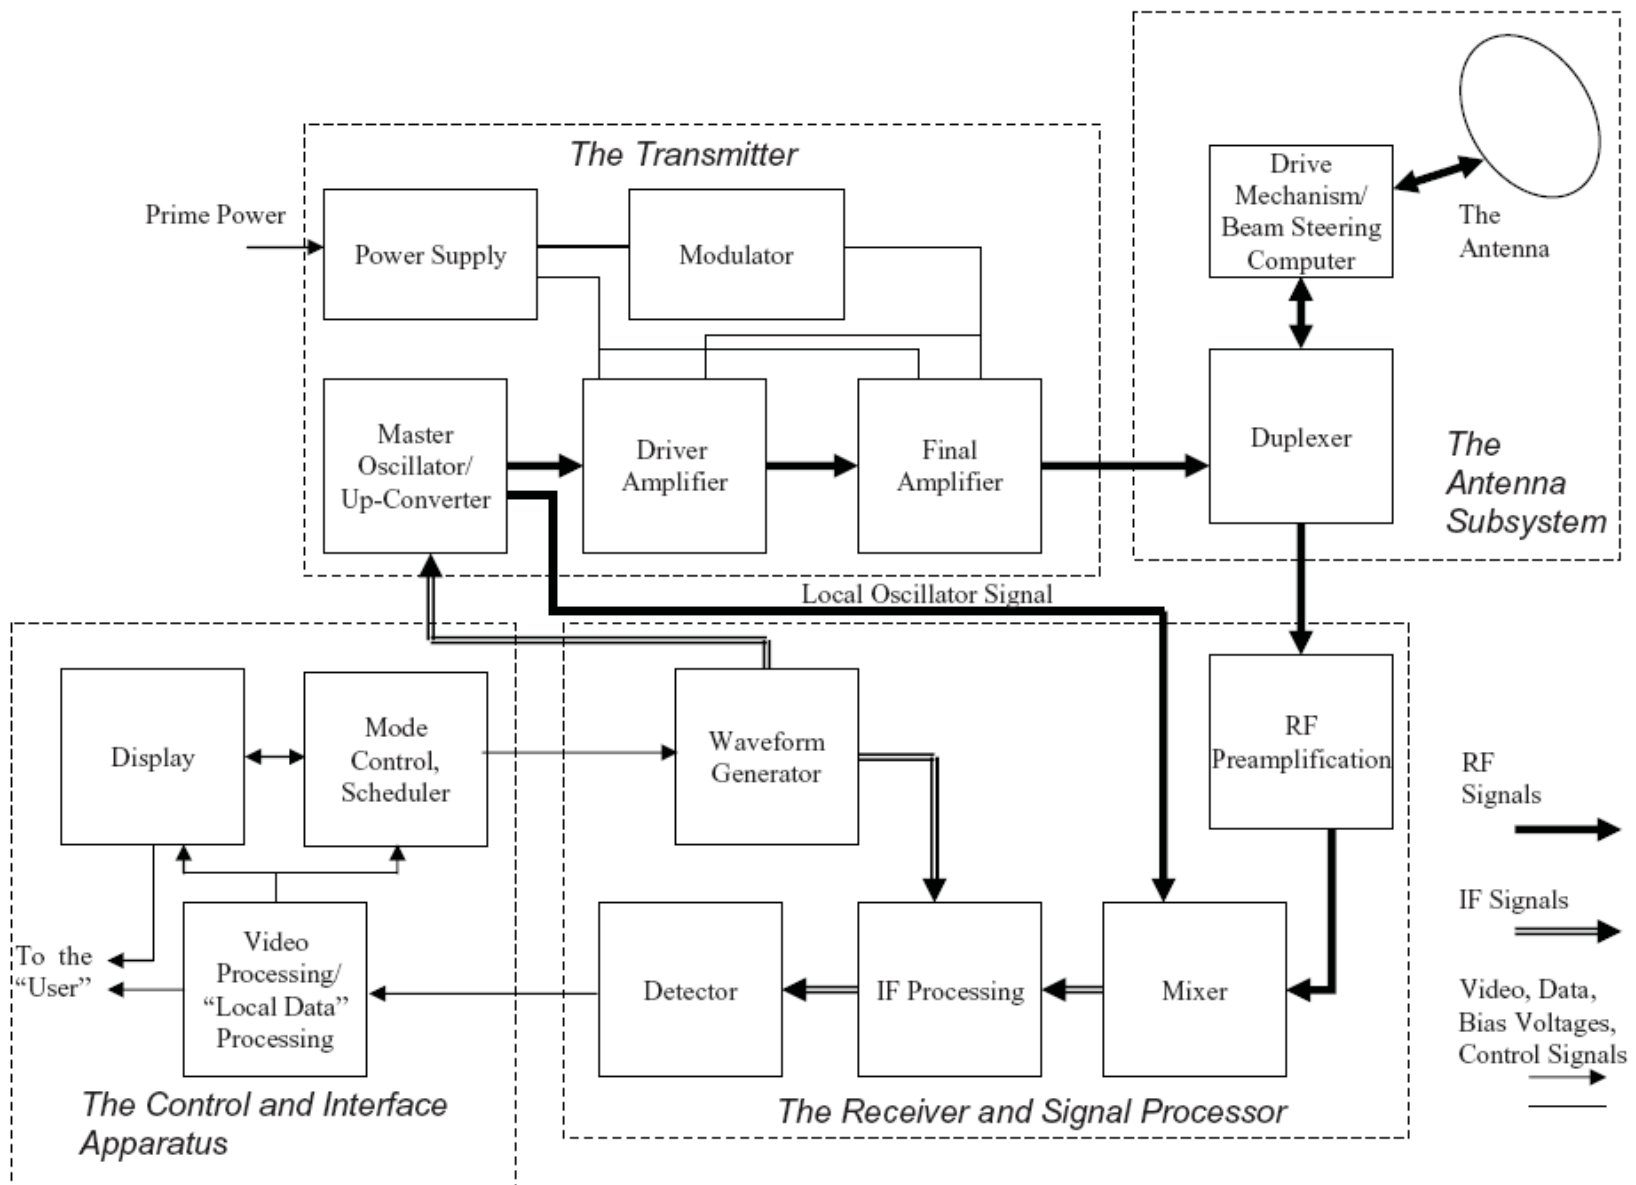 The Transmitter
Prime Power
Power Supply
Modulator
Drive
Mechanism/
Beam Steering
Computer
The
Antenna
Master
Oscillator/
Up-Converter
Driver
Amplifier
Final
Amplifier
Duplexer
The
Antenna
Subsystem
Local Oscillator Signal
Display
Mode
Control,
Scheduler
Waveform
Generator
RF
Preamplification
RF
Signals
IF Signals
Video, Data,
Bias Voltages,
Control Signals
To the
“User”
Video
Processing/
“Local Data”
Processing
Detector
IF Processing
Mixer
The Control and Interface
Apparatus
The Receiver and Signal Processor